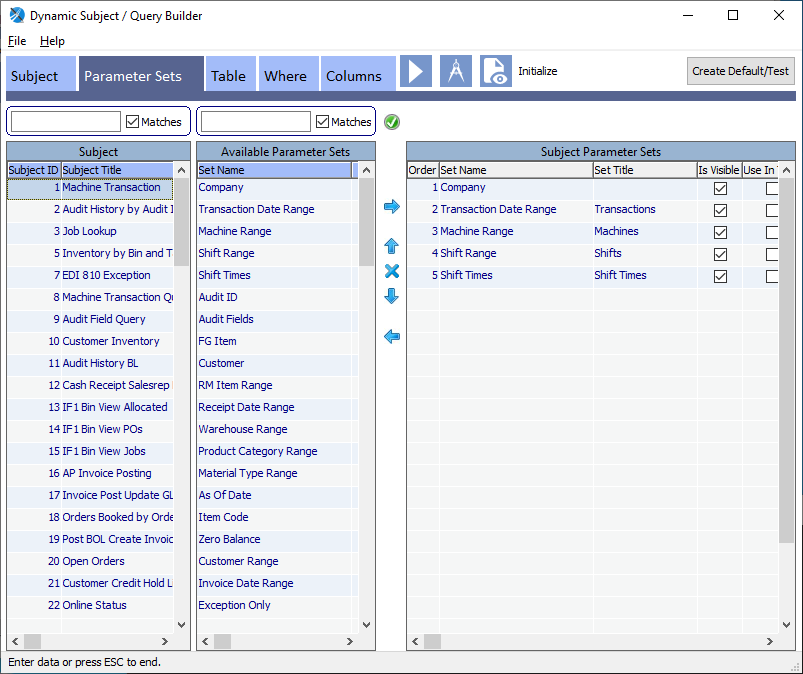 Dynamic Subject / Query Builder
File Help
Subject Parameter Sets Table Where Columns Initialize Create Default/Test
Matches Matches
Subject
Subject ID Subject Title
1 Machine Transaction
2 Audit History by Audit I
3 Job Lookup
5 Inventory by Bin and T
7 EDI 810 Exception
8 Machine Transaction Qu
9 Audit Field Query
10 Customer Inventory
11 Audit History BL
12 Cash Receipt Salesrep
13 IF1 Bin View Allocated
14 IF1 Bin View POs
15 IF1 Bin View Jobs
16 AP Invoice Posting
17 Invoice Post Update GL
18 Orders Booked by Orde
19 Post BOL Create Invoic
20 Open Orders
21 Customer Credit Hold Li
22 Online Status
Available Parameter Sets
Set Name
Company
Transaction Date Range
Machine Range
Shift Range
Shift Times
Audit ID
Audit Fields
FG Item
Customer
RM Item Range
Receipt Date Range
Warehouse Range
Product Category Range
Material Type Range
As Of Date
Item Code
Zero Balance
Customer Range
Invoice Date Range
Exception Only
Subject Parameter Sets
Order Set Name Set Title Is Visible Use In
1 Company
2 Transaction Date Range Transactions
3 Machine Range Machines
4 Shift Range Shifts
5 Shift Times Shift Times
Enter data or press ESC to end.